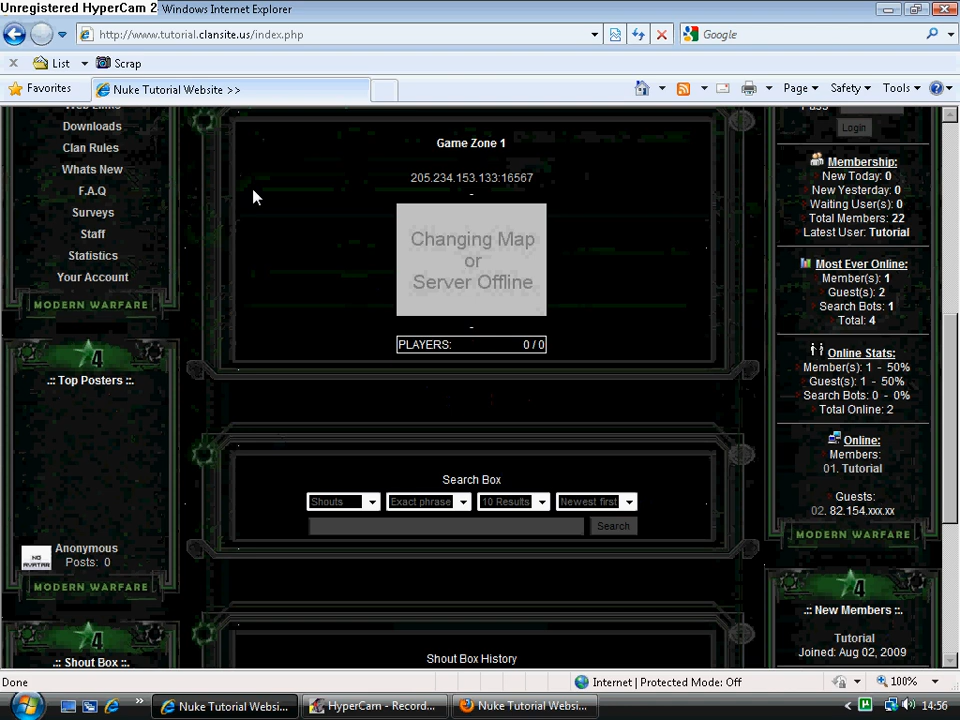 Unregistered HyperCam 2
Windows Internet Explorer
http://www.tutorial.clansite.us/index.php
Google
List
Scrap
Favorites
Nuke Tutorial Website >>
Page
Safety
Tools
Web Links
Downloads
Clan Rules
Whats New
F.A.Q
Surveys
Staff
Statistics
Your Account
MODERN WARFARE
4
.:: Top Posters ::.
Anonymous
Posts: 0
NO AVATAR
MODERN WARFARE
4
.:: Shout Box ::.
Game Zone 1
205.234.153.133:16567
-
Changing Map
or
Server Offline
-
PLAYERS: 0 / 0
Search Box
Shouts Exact phrase 10 Results Newest first
Search
Shout Box History
Pass
Login
Membership:
New Today: 0
New Yesterday: 0
Waiting User(s): 0
Total Members: 22
Latest User: Tutorial
Most Ever Online:
Member(s): 1
Guest(s): 2
Search Bots: 1
Total: 4
Online Stats:
Member(s): 1 - 50%
Guest(s): 1 - 50%
Search Bots: 0 - 0%
Total Online: 2
Online:
Members:
01. Tutorial
Guests:
02. 82.154.xxx.xx
MODERN WARFARE
4
.:: New Members ::.
Tutorial
Joined: Aug 02, 2009
Done
Internet | Protected Mode: Off
100%
Nuke Tutorial Websi...
HyperCam - Record...
Nuke Tutorial Websi...
14:56